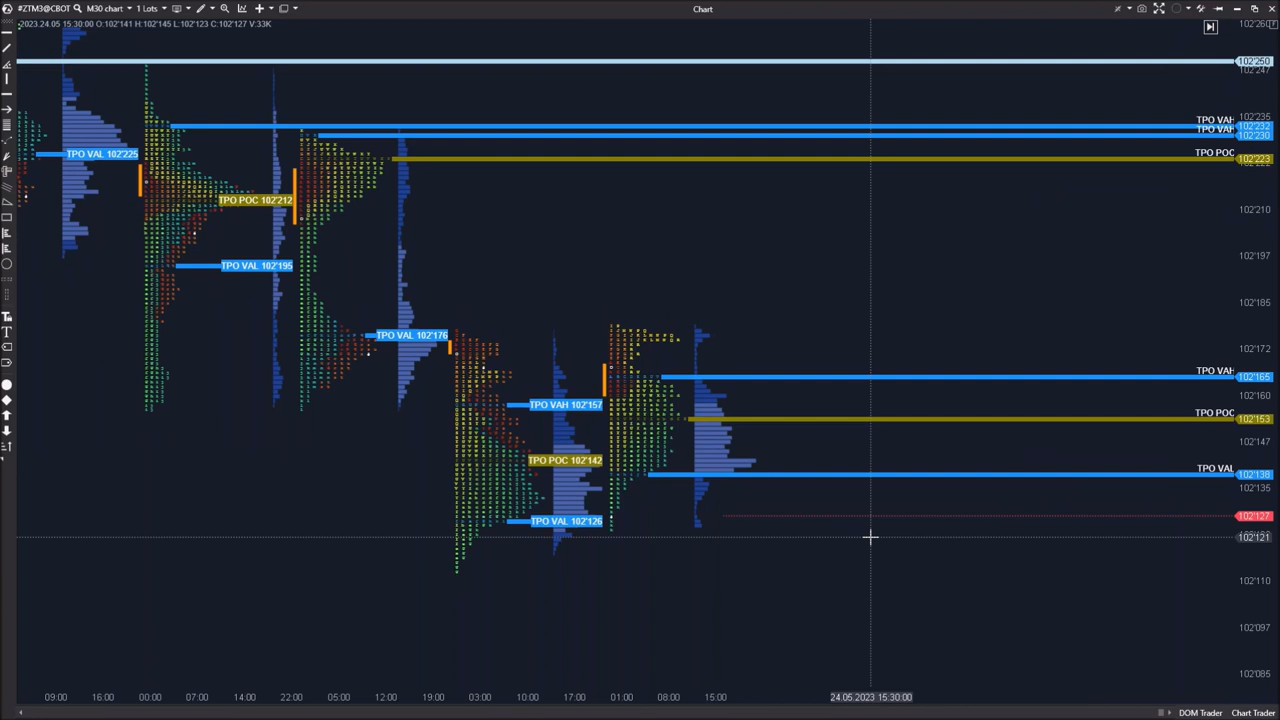 #ZTM3@CBOT M30 chart 1 Lots Chart
2023.24.05 15:30:00 O:102'141 H:102'145 L:102'123 C:102'127 V:33K
102'260
102'250
102'247
102'235
TPO VAH 102'232
TPO VAH 102'230
TPO VAL 102'225
TPO POC 102'223
TPO POC 102'212
102'210
TPO VAL 102'195
102'197
102'185
TPO VAL 102'176
102'172
TPO VAH 102'165
102'160
TPO VAH 102'157
TPO POC 102'153
102'147
TPO POC 102'142
TPO VAL 102'138
102'135
TPO VAL 102'126
102'127
102'121
102'110
102'097
102'085
09:00 16:00 00:00 07:00 14:00 22:00 05:00 12:00 19:00 03:00 10:00 17:00 01:00 08:00 15:00 24.05.2023 15:30:00
DOM Trader Chart Trader